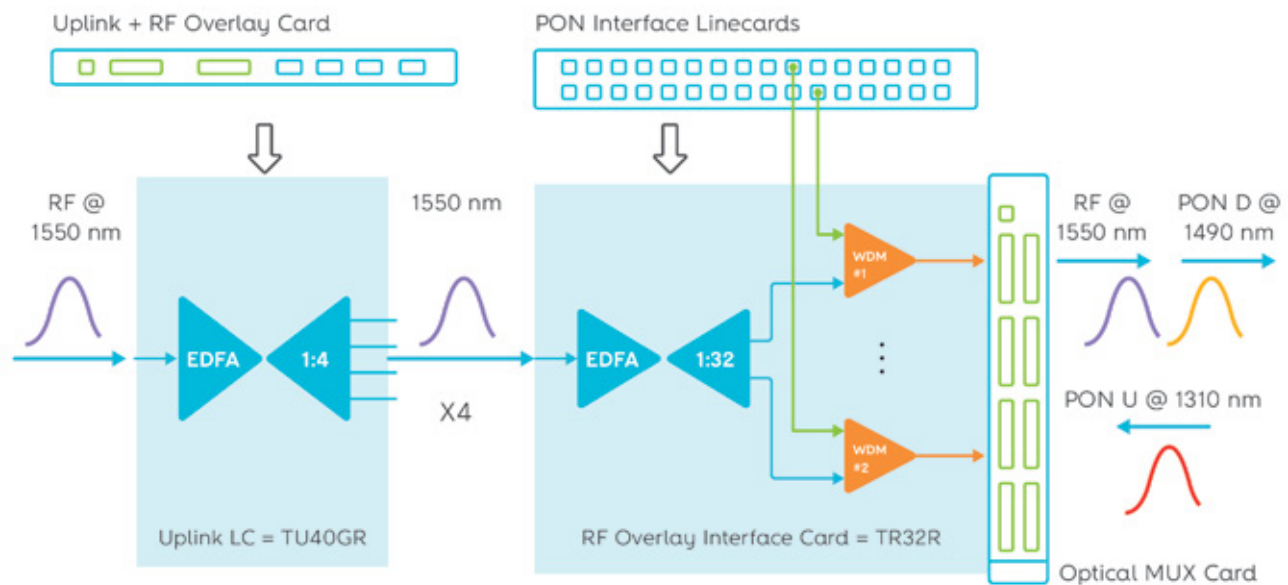 Uplink + RF Overlay Card
PON Interface Linecards
RF @
1550 nm
1550 nm
RF @
1550 nm
PON D @
1490 nm
WDM
#1
EDFA
1:4
EDFA
1:32
X4
PON U @ 1310 nm
WDM
#2
Uplink LC = TU40GR
RF Overlay Interface Card = TR32R
Optical MUX Card